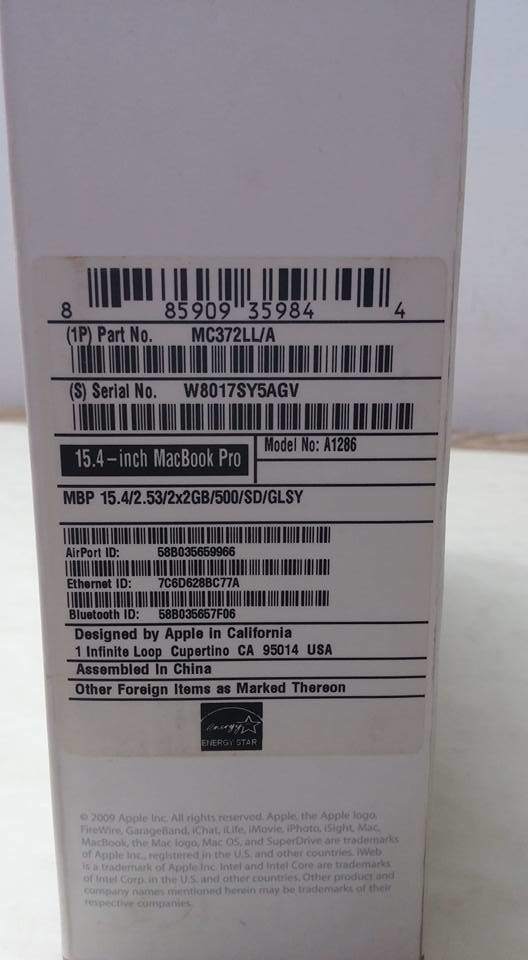 8 85909 35984 4
(1P) Part No. MC372LL/A
(S) Serial No. W8017SY5AGV
15.4-inch MacBook Pro
Model No: A1286
MBP 15.4/2.53/2x2GB/500/SD/GLSY
AirPort ID: 58B035659966
Ethernet ID: 7C6D628BC77A
Bluetooth ID: 58B035657F06
Designed by Apple in California
1 Infinite Loop Cupertino CA 95014 USA
Assembled In China
Other Foreign Items as Marked Thereon
energy
ENERGY STAR
© 2009 Apple Inc. All rights reserved. Apple, the Apple logo,
FireWire, GarageBand, iChat, iLife, iMovie, iPhoto, iSight, Mac,
MacBook, the Mac logo, Mac OS, and SuperDrive are trademarks
of Apple Inc., registered in the U.S. and other countries. iWeb
is a trademark of Apple Inc. Intel and Intel Core are trademarks
of Intel Corp. in the U.S. and other countries. Other product and
company names mentioned herein may be trademarks of their
respective companies.